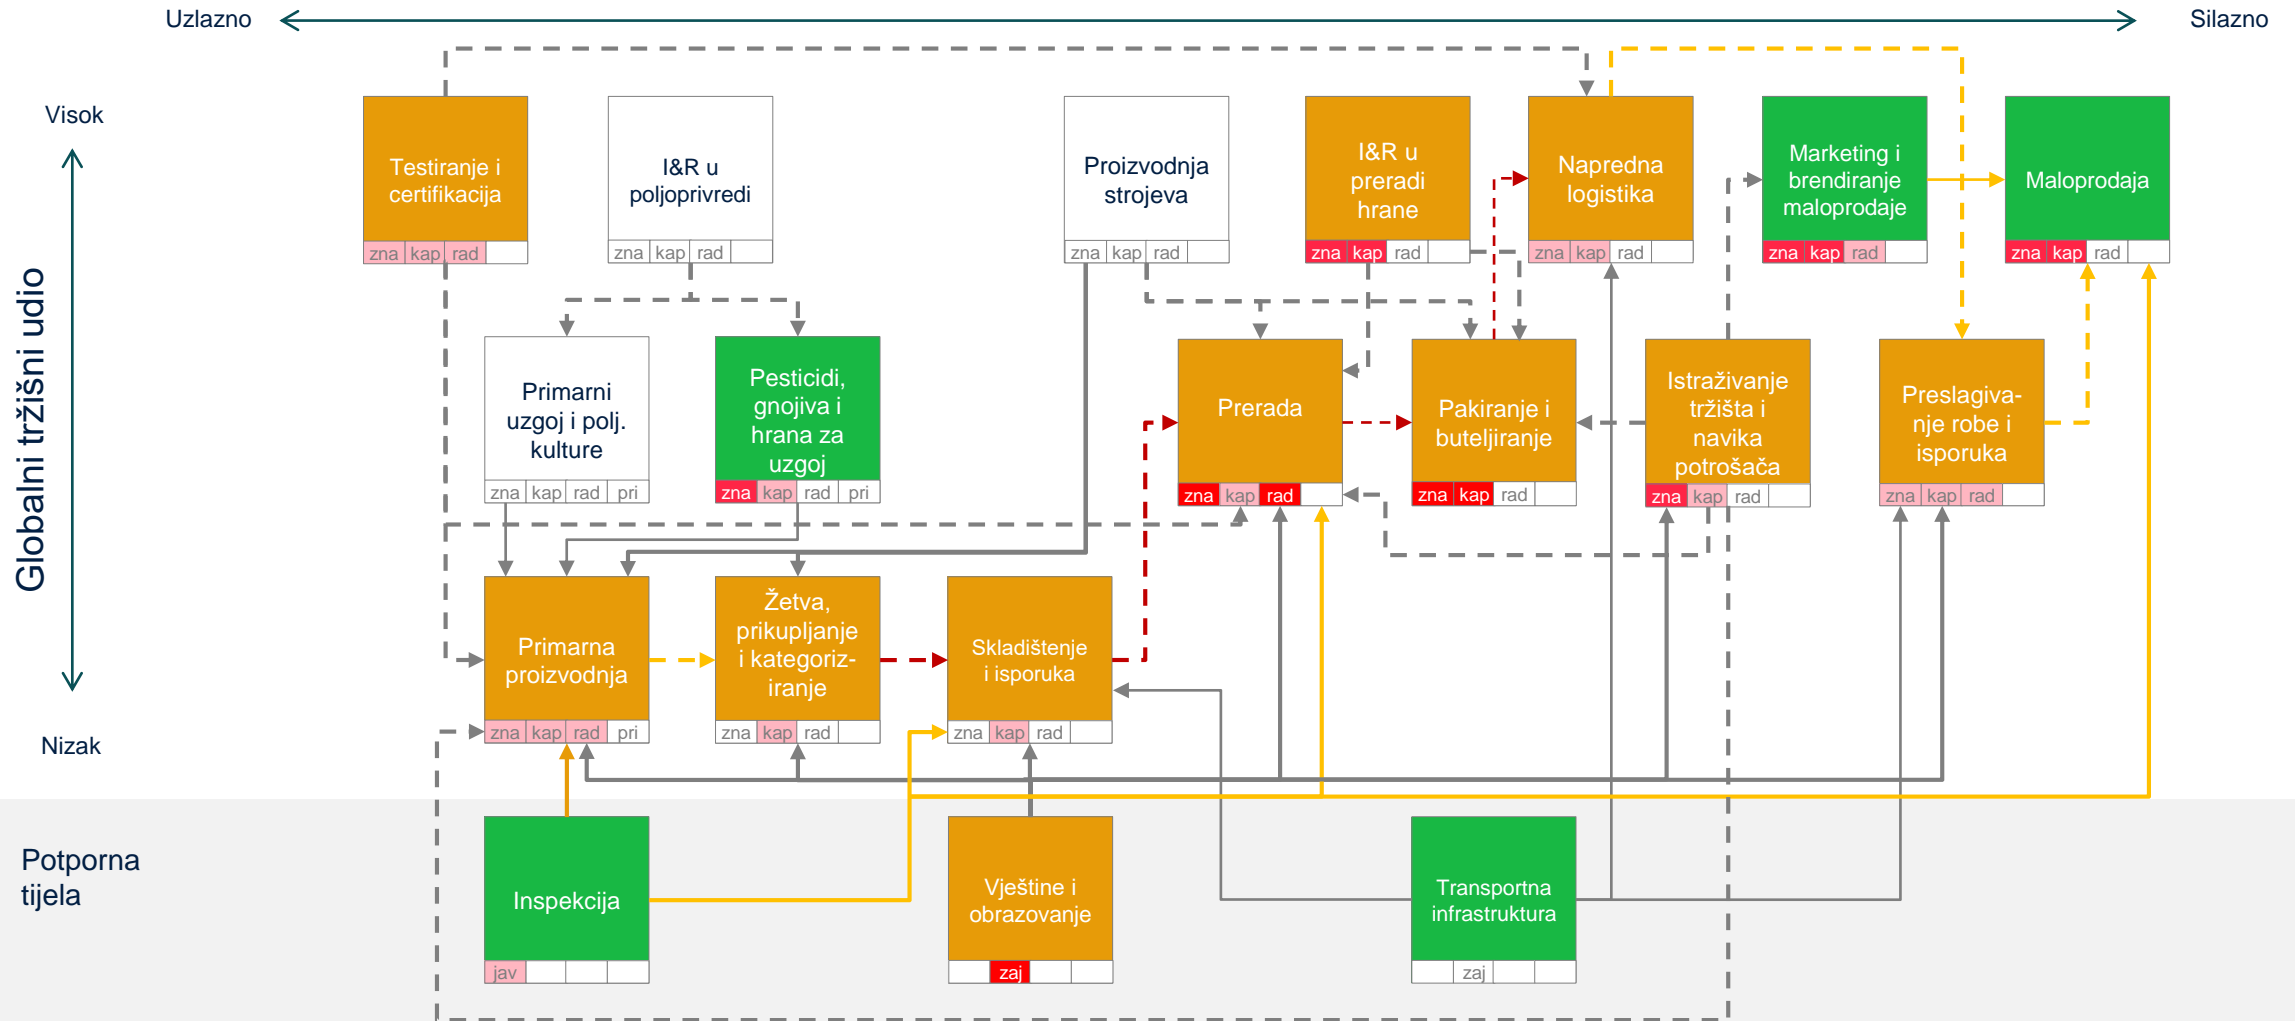 Uzlazno
Silazno
Visok
Globalni tržišni udio
Nizak
Testiranje i
certifikacija
zna kap rad
I&R u
poljoprivredi
zna kap rad
Proizvodnja
strojeva
zna kap rad
I&R u
preradi
hrane
zna kap rad
Napredna
logistika
zna kap rad
Marketing i
brendiranje
maloprodaje
zna kap rad
Maloprodaja
zna kap rad
Primarni
uzgoj i polj.
kulture
zna kap rad pri
Pesticidi,
gnojiva i
hrana za
uzgoj
zna kap rad pri
Prerada
zna kap rad
Pakiranje i
buteljiranje
zna kap rad
Istraživanje
tržišta i
navika
potrošača
zna kap rad
Preslagiva-
nje robe i
isporuka
zna kap rad
Primarna
proizvodnja
zna kap rad pri
Žetva,
prikupljanje
i kategoriz-
iranje
zna kap rad
Skladištenje
i isporuka
zna kap rad
Potporna
tijela
Inspekcija
jav
Vještine i
obrazovanje
zaj
Transportna
infrastruktura
zaj